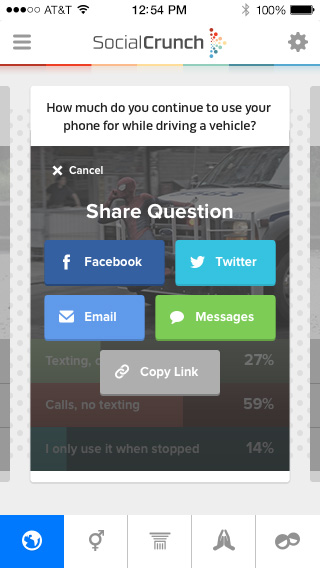 AT&T 12:54 PM 100%
SocialCrunch
How much do you continue to use your
phone for while driving a vehicle?
Cancel
Share Question
Facebook Twitter
Email Messages
Texting, 27%
Copy Link
Calls, no texting 59%
I only use it when stopped 14%